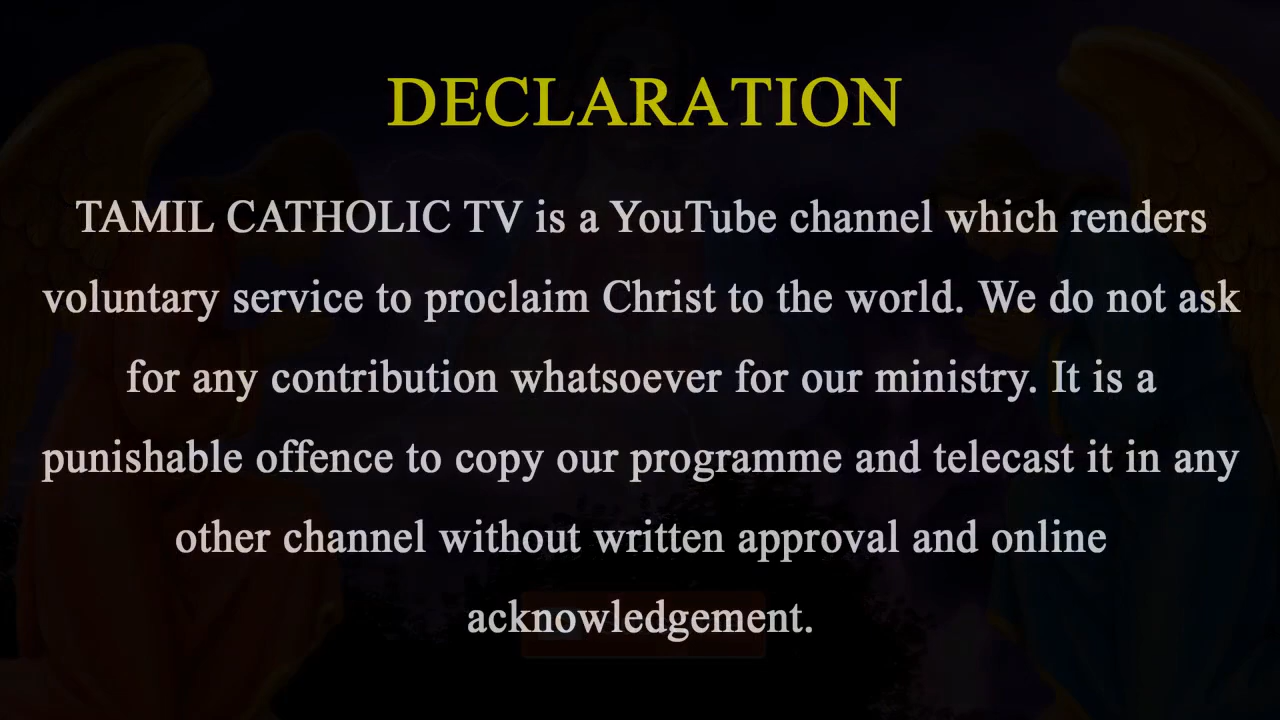 DECLARATION
TAMIL CATHOLIC TV is a YouTube channel which renders
voluntary service to proclaim Christ to the world. We do not ask
for any contribution whatsoever for our ministry. It is a
punishable offence to copy our programme and telecast it in any
other channel without written approval and online
acknowledgement.